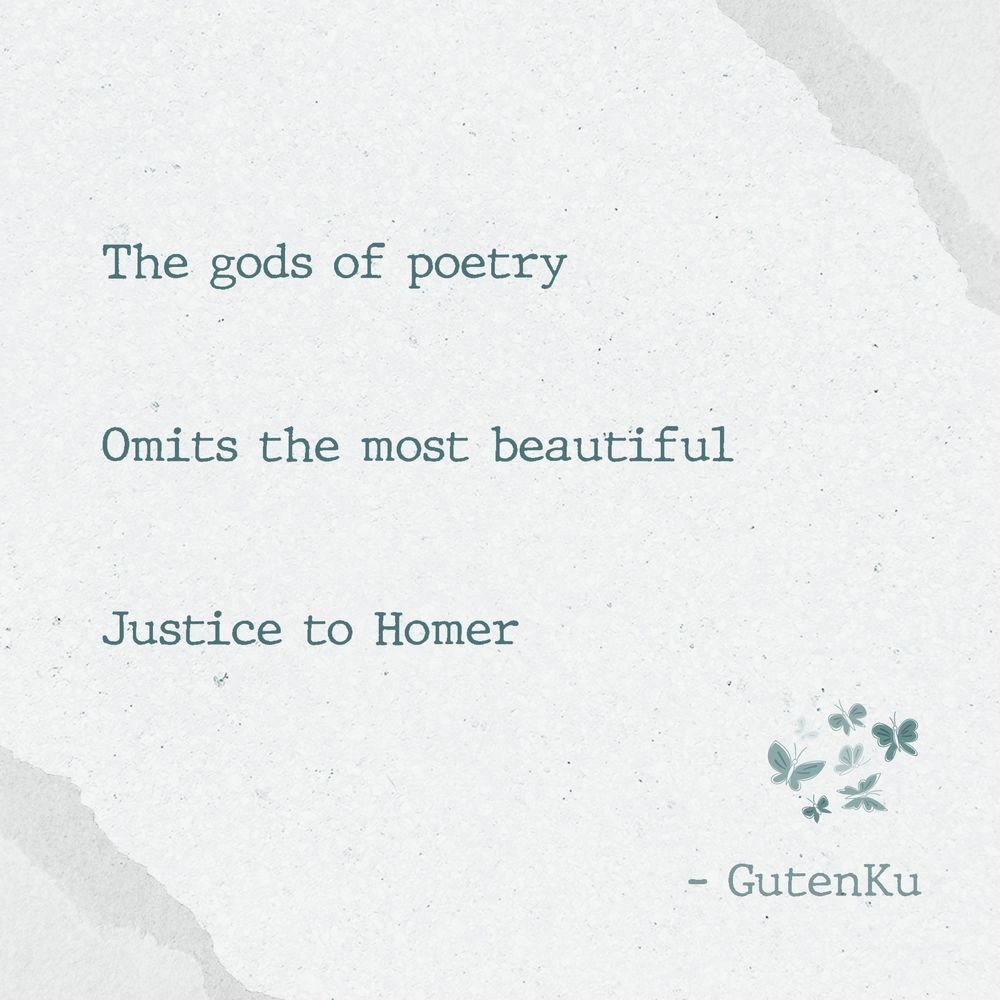 The gods of poetry
Omits the most beautiful
Justice to Homer
- GutenKu